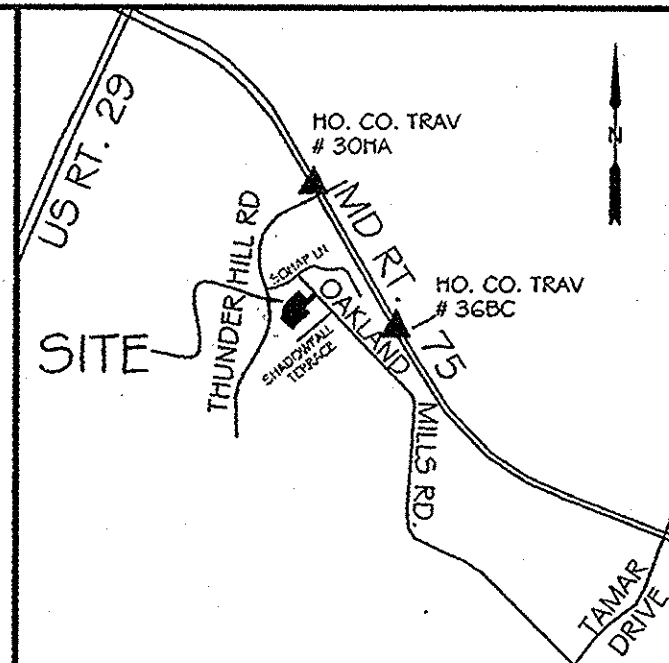 US RT. 29
HO. CO. TRAV
# 30HA
N
MD RT. 175
THUNDER HILL RD
HO. CO. TRAV
# 36BC
OAKLAND
MILLS RD.
SITE
SHADOWFALL
TERRACE
TAMAR
DRIVE